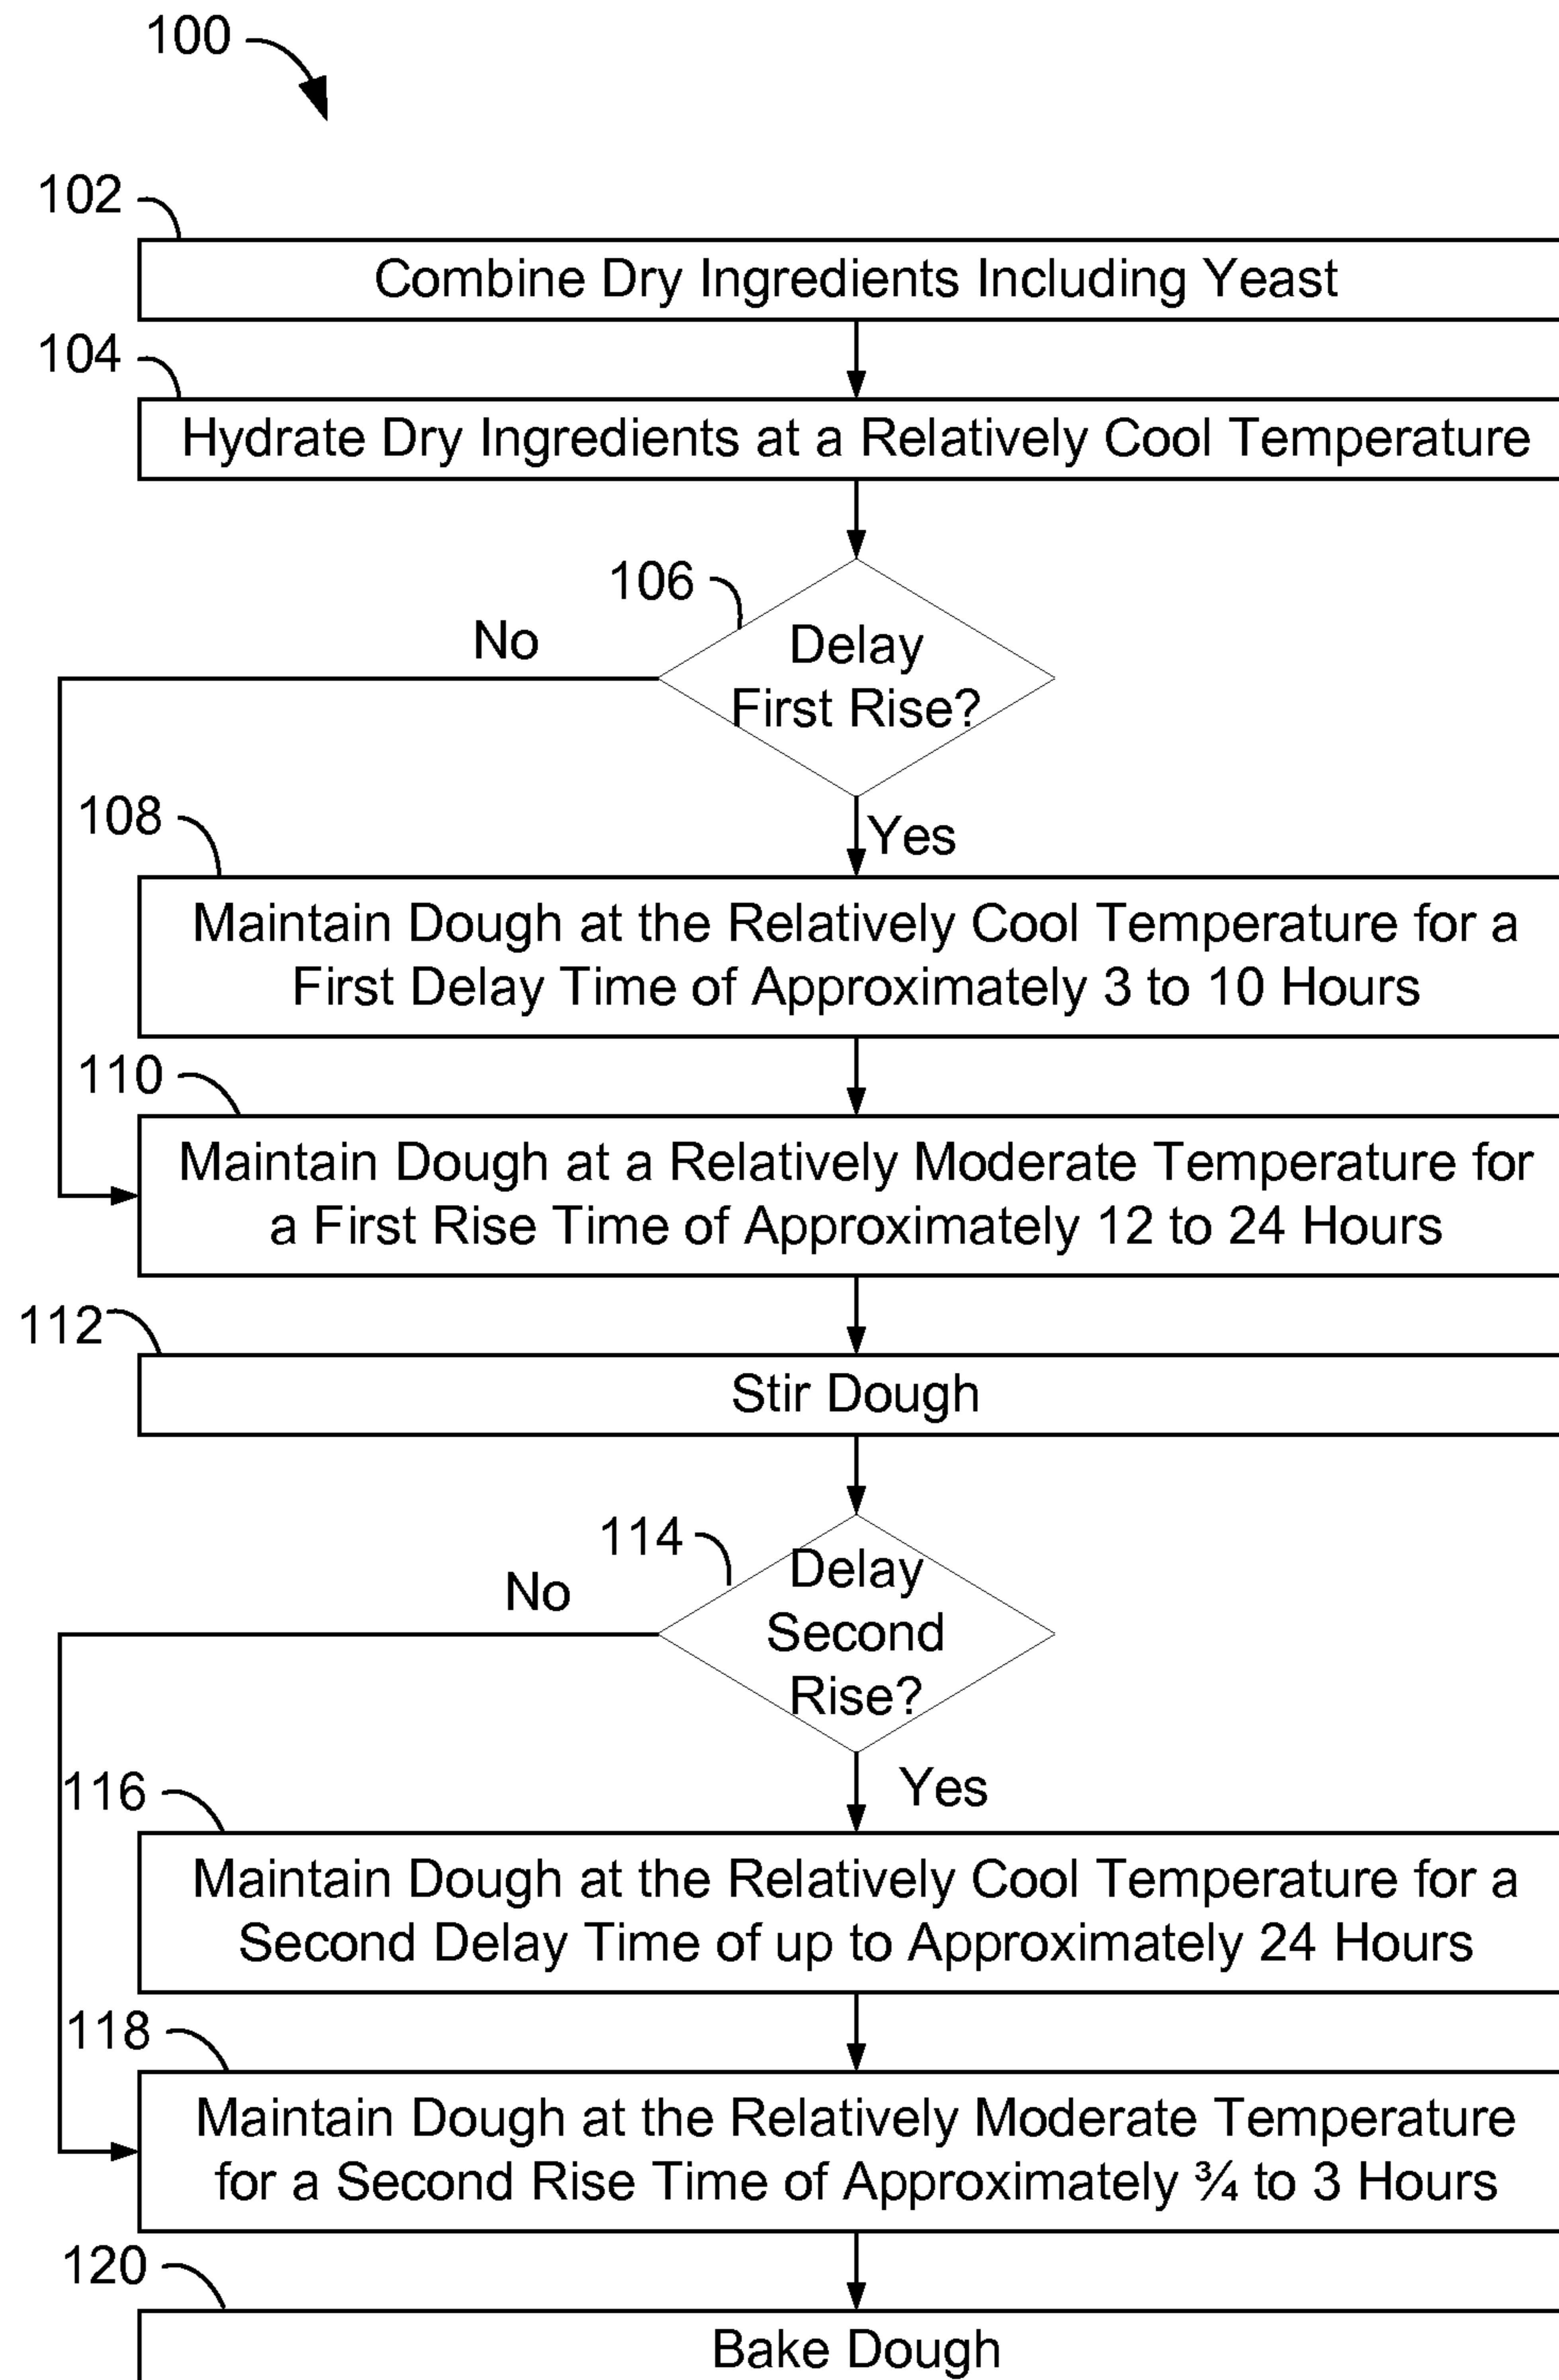 100
102
Combine Dry Ingredients Including Yeast
104
Hydrate Dry Ingredients at a Relatively Cool Temperature
106
Delay
First Rise?
No
Yes
108
Maintain Dough at the Relatively Cool Temperature for a
First Delay Time of Approximately 3 to 10 Hours
110
Maintain Dough at a Relatively Moderate Temperature for
a First Rise Time of Approximately 12 to 24 Hours
112
Stir Dough
114
Delay
Second
Rise?
No
Yes
116
Maintain Dough at the Relatively Cool Temperature for a
Second Delay Time of up to Approximately 24 Hours
118
Maintain Dough at the Relatively Moderate Temperature
for a Second Rise Time of Approximately ¾ to 3 Hours
120
Bake Dough